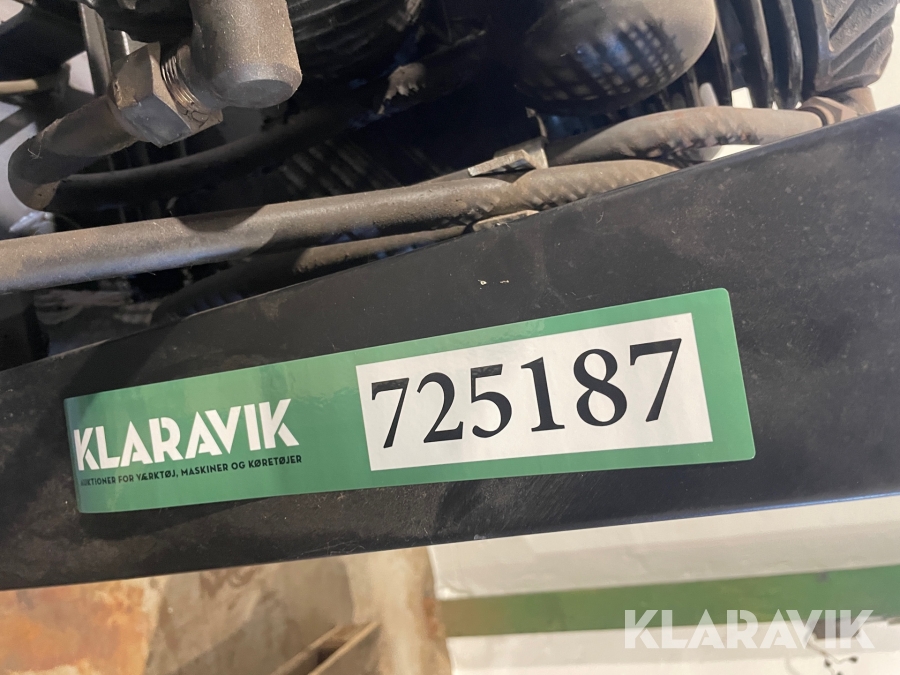 KLARAVIK
AUKTIONER FOR VÆRKTØJ, MASKINER OG KØRETØJER
725187
KLARAVIK